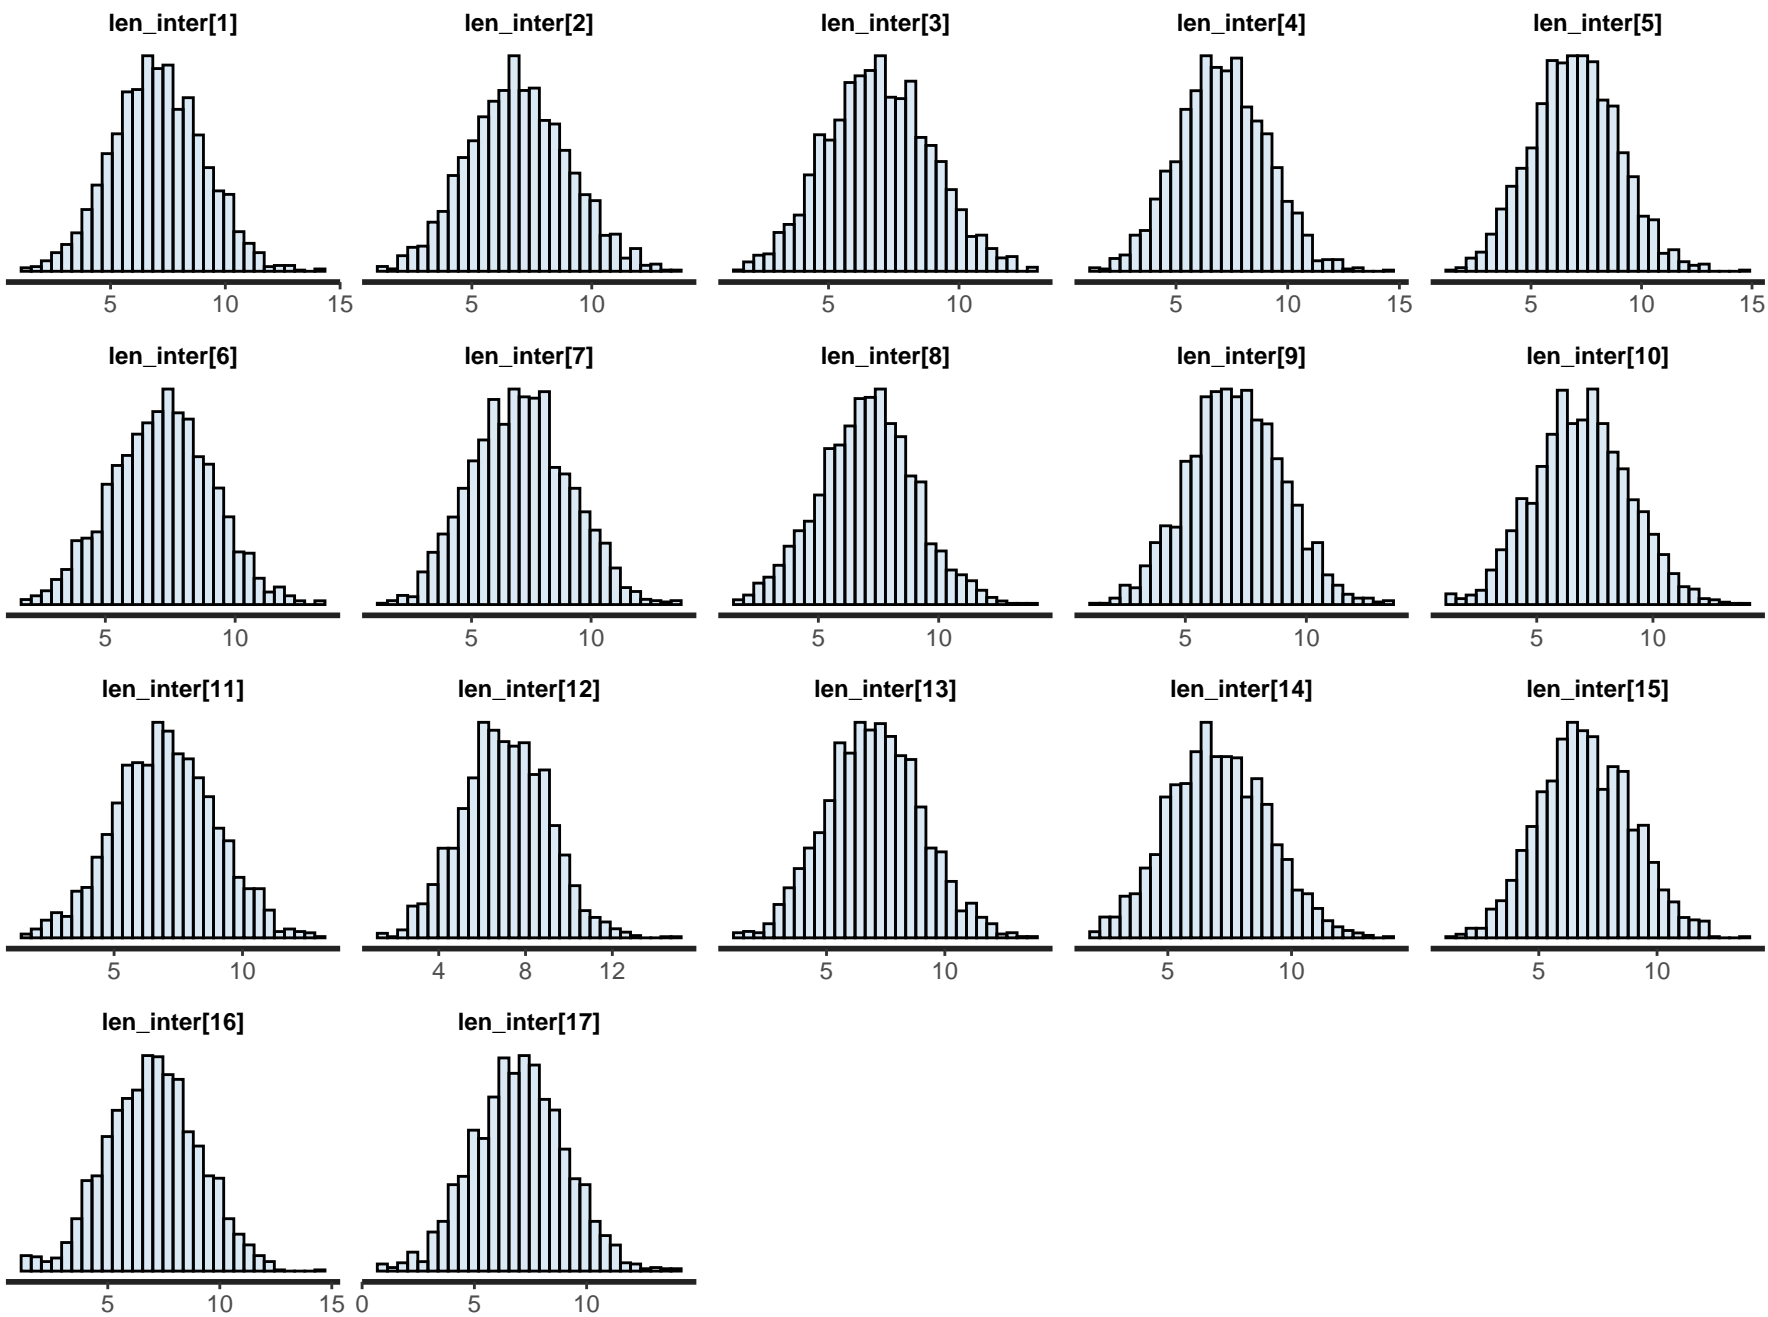 len_inter[1] len_inter[2] len_inter[3] len_inter[4] len_inter[5]
5 10 15 5 10 5 10 5 10 15 5 10 15
len_inter[6] len_inter[7] len_inter[8] len_inter[9] len_inter[10]
5 10 5 10 5 10 5 10 5 10
len_inter[11] len_inter[12] len_inter[13] len_inter[14] len_inter[15]
5 10 4 8 12 5 10 5 10 5 10
len_inter[16] len_inter[17]
5 10 15 0 5 10